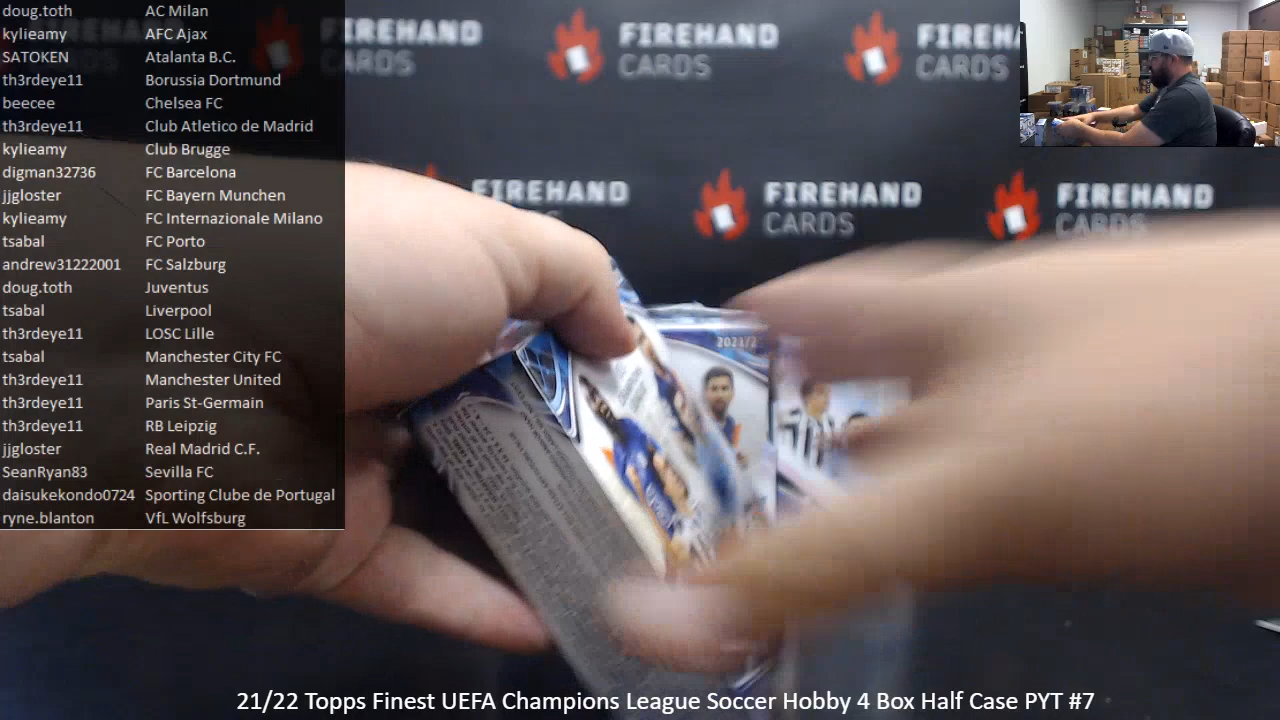 doug.toth AC Milan
kylieamy AFC Ajax
SATOKEN Atalanta B.C.
th3rdeye11 Borussia Dortmund
beecee Chelsea FC
th3rdeye11 Club Atletico de Madrid
kylieamy Club Brugge
digman32736 FC Barcelona
jjgloster FC Bayern Munchen
kylieamy FC Internazionale Milano
tsabal FC Porto
andrew31222001 FC Salzburg
doug.toth Juventus
tsabal Liverpool
th3rdeye11 LOSC Lille
tsabal Manchester City FC
th3rdeye11 Manchester United
th3rdeye11 Paris St-Germain
th3rdeye11 RB Leipzig
jjgloster Real Madrid C.F.
SeanRyan83 Sevilla FC
daisukekondo0724 Sporting Clube de Portugal
ryne.blanton VfL Wolfsburg
FIREHAND
CARDS
FIREHAND
CARDS
FIREH
CARDS
FIREHAND
FIREHAND
CARDS
FIREHAND
CARDS
2021/2
21/22 Topps Finest UEFA Champions League Soccer Hobby 4 Box Half Case PYT #7